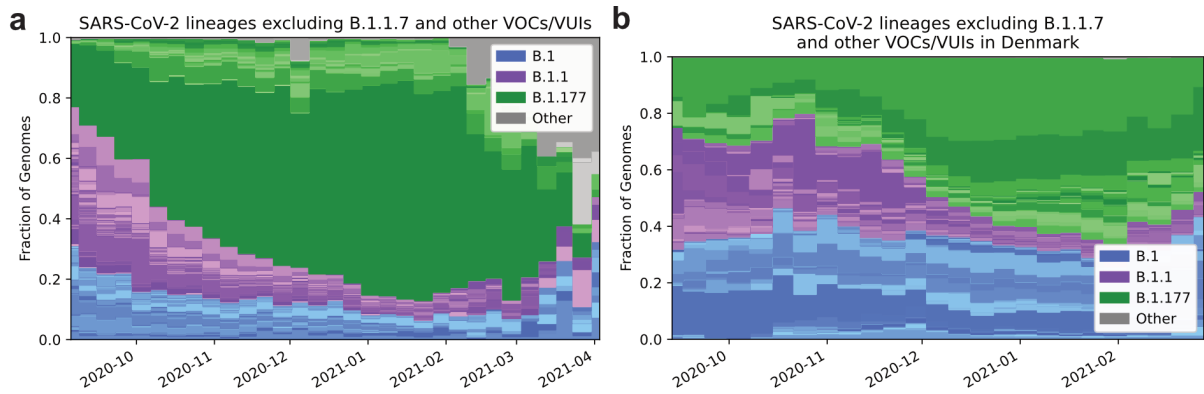 a
SARS-CoV-2 lineages excluding B.1.1.7 and other VOCs/VUIs
Fraction of Genomes
1.0
0.8
0.6
0.4
0.2
0.0
B.1
B.1.1
B.1.177
Other
2020-10
2020-11
2020-12
2021-01
2021-02
2021-03
2021-04
b
SARS-CoV-2 lineages excluding B.1.1.7
and other VOCs/VUIs in Denmark
Fraction of Genomes
1.0
0.8
0.6
0.4
0.2
0.0
B.1
B.1.1
B.1.177
Other
2020-10
2020-11
2020-12
2021-01
2021-02